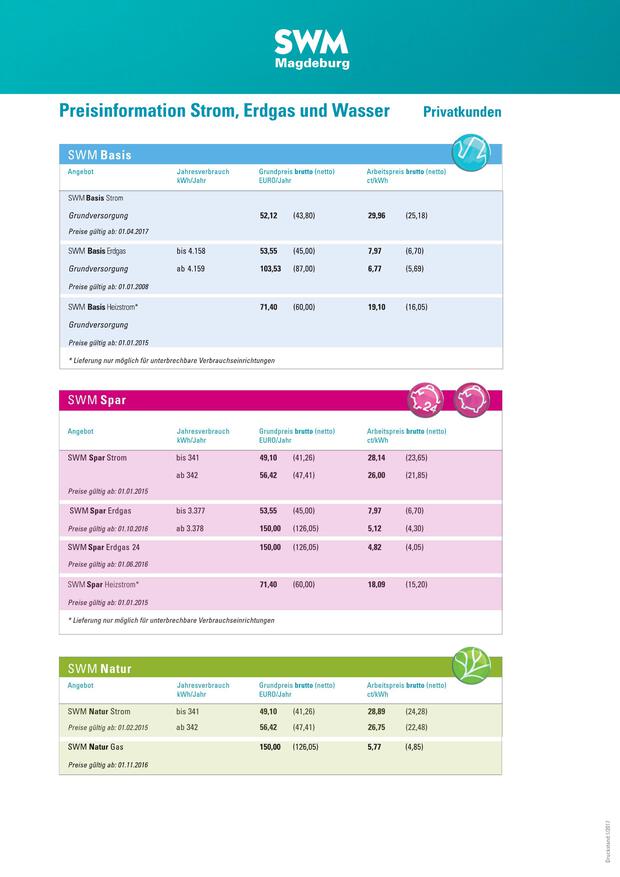 SWM
Magdeburg
Preisinformation Strom, Erdgas und Wasser Privatkunden
SWM Basis
Angebot Jahresverbrauch Grundpreis brutto (netto) Arbeitspreis brutto (netto)
kWh/Jahr EURO/Jahr ct/kWh
SWM Basis Strom
Grundversorgung 52,12 (43,80) 29,96 (25,18)
Preise gültig ab: 01.04.2017
SWM Basis Erdgas bis 4.158 53,55 (45,00) 7,97 (6,70)
Grundversorgung ab 4.159 103,53 (87,00) 6,77 (5,69)
Preise gültig ab: 01.01.2008
SWM Basis Heizstrom* 71,40 (60,00) 19,10 (16,05)
Grundversorgung
Preise gültig ab: 01.01.2015
* Lieferung nur möglich für unterbrechbare Verbrauchseinrichtungen
SWM Spar 24
Angebot Jahresverbrauch Grundpreis brutto (netto) Arbeitspreis brutto (netto)
kWh/Jahr EURO/Jahr ct/kWh
SWM Spar Strom bis 341 49,10 (41,26) 28,14 (23,65)
ab 342 56,42 (47,41) 26,00 (21,85)
Preise gültig ab: 01.01.2015
SWM Spar Erdgas bis 3.377 53,55 (45,00) 7,97 (6,70)
Preise gültig ab: 01.10.2016 ab 3.378 150,00 (126,05) 5,12 (4,30)
SWM Spar Erdgas 24 150,00 (126,05) 4,82 (4,05)
Preise gültig ab: 01.06.2016
SWM Spar Heizstrom* 71,40 (60,00) 18,09 (15,20)
Preise gültig ab: 01.01.2015
* Lieferung nur möglich für unterbrechbare Verbrauchseinrichtungen
SWM Natur
Angebot Jahresverbrauch Grundpreis brutto (netto) Arbeitspreis brutto (netto)
kWh/Jahr EURO/Jahr ct/kWh
SWM Natur Strom bis 341 49,10 (41,26) 28,89 (24,28)
Preise gültig ab: 01.02.2015 ab 342 56,42 (47,41) 26,75 (22,48)
SWM Natur Gas 150,00 (126,05) 5,77 (4,85)
Preise gültig ab: 01.11.2016
Druckstand 1/2017